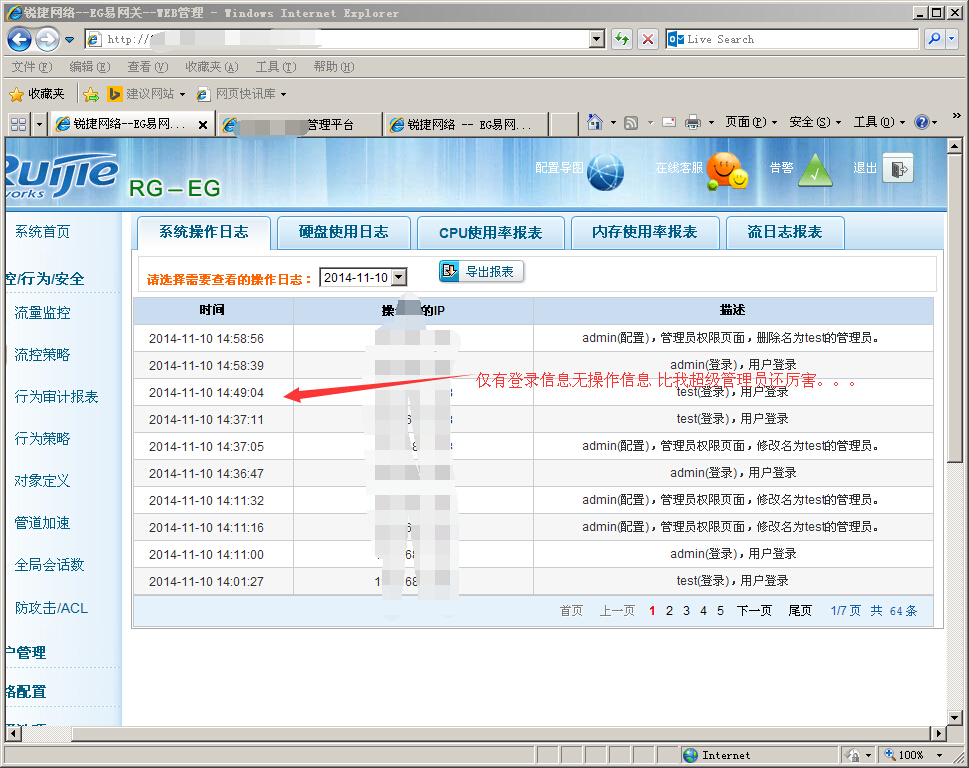 锐捷网络--EG易网关--WEB管理 - Windows Internet Explorer
http://
Live Search
文件(F) 编辑(E) 查看(V) 收藏夹(A) 工具(T) 帮助(H)
收藏夹 建议网站 网页快讯库
锐捷网络--EG易网... 管理平台 锐捷网络 -- EG易网... 页面(P) 安全(S) 工具(O) »
Ruijie
works
RG-EG
配置导图 在线客服 告警 退出
系统首页
控/行为/安全
流量监控
流控策略
行为审计报表
行为策略
对象定义
管道加速
全局会话数
防攻击/ACL
户管理
络配置
系统操作日志 硬盘使用日志 CPU使用率报表 内存使用率报表 流日志报表
请选择需要查看的操作日志： 2014-11-10 导出报表
时间 操 的IP 描述
2014-11-10 14:58:56 admin(配置)，管理员权限页面，删除名为test的管理员。
2014-11-10 14:58:39 admin(登录)，用户登录
仅有登录信息无操作信息 比我超级管理员还厉害。。。
2014-11-10 14:49:04 test(登录)，用户登录
2014-11-10 14:37:11 test(登录)，用户登录
2014-11-10 14:37:05 admin(配置)，管理员权限页面，修改名为test的管理员。
2014-11-10 14:36:47 admin(登录)，用户登录
2014-11-10 14:11:32 admin(配置)，管理员权限页面，修改名为test的管理员。
2014-11-10 14:11:16 admin(配置)，管理员权限页面，修改名为test的管理员。
2014-11-10 14:11:00 admin(登录)，用户登录
2014-11-10 14:01:27 test(登录)，用户登录
首页 上一页 1 2 3 4 5 下一页 尾页 1/7 页 共 64 条
Internet 100%